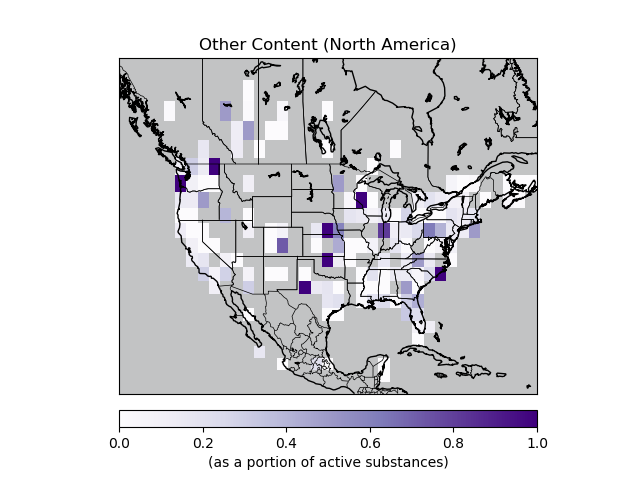 Other Content (North America)
0.0 0.2 0.4 0.6 0.8 1.0
(as a portion of active substances)